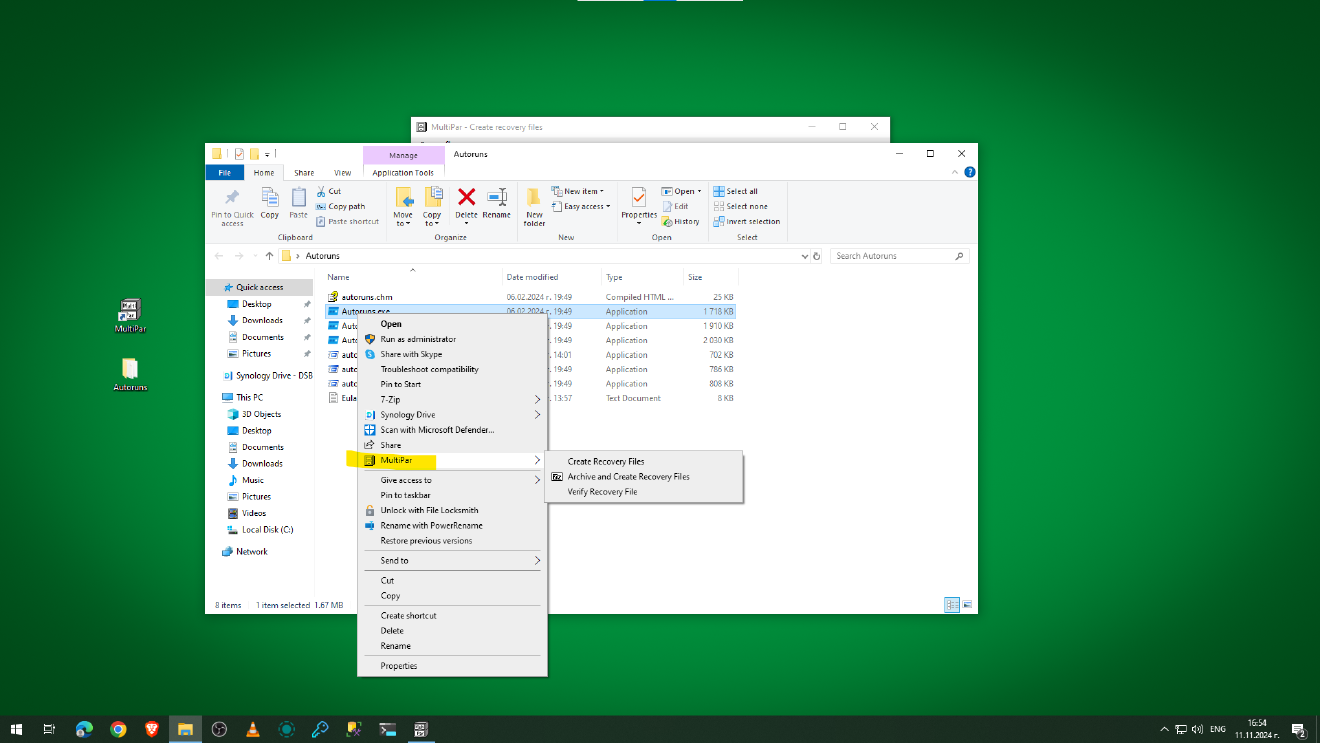 MultiPar - Create recovery files
Manage
Autoruns
File
Home
Share
View
Application Tools
Pin to Quick access
Copy
Paste
Cut
Copy path
Paste shortcut
Clipboard
Move to
Copy to
Delete
Rename
Organize
New folder
New item
Easy access
New
Properties
Open
Edit
History
Open
Select all
Select none
Invert selection
Select
Autoruns
Search Autoruns
Name
Date modified
Type
Size
Quick access
Desktop
Downloads
Documents
Pictures
Synology Drive - DSB
This PC
3D Objects
Desktop
Documents
Downloads
Music
Pictures
Videos
Local Disk (C:)
Network
autoruns.chm 06.02.2024 г. 19:49 Compiled HTML ... 25 KB
Autoruns.exe 06.02.2024 г. 19:49 Application 1 718 KB
Auto г. 19:49 Application 1 910 KB
Auto г. 19:49 Application 2 030 KB
auto г. 14:01 Application 702 KB
auto г. 19:49 Application 786 KB
auto г. 19:49 Application 808 KB
Eula г. 13:57 Text Document 8 KB
Open
Run as administrator
Share with Skype
Troubleshoot compatibility
Pin to Start
7-Zip
Synology Drive
Scan with Microsoft Defender...
Share
MultiPar
Give access to
Pin to taskbar
Unlock with File Locksmith
Rename with PowerRename
Restore previous versions
Send to
Cut
Copy
Create shortcut
Delete
Rename
Properties
Create Recovery Files
Archive and Create Recovery Files
Verify Recovery File
8 items 1 item selected 1.67 MB
MultiPar
Autoruns
ENG
16:54
11.11.2024 г.
2